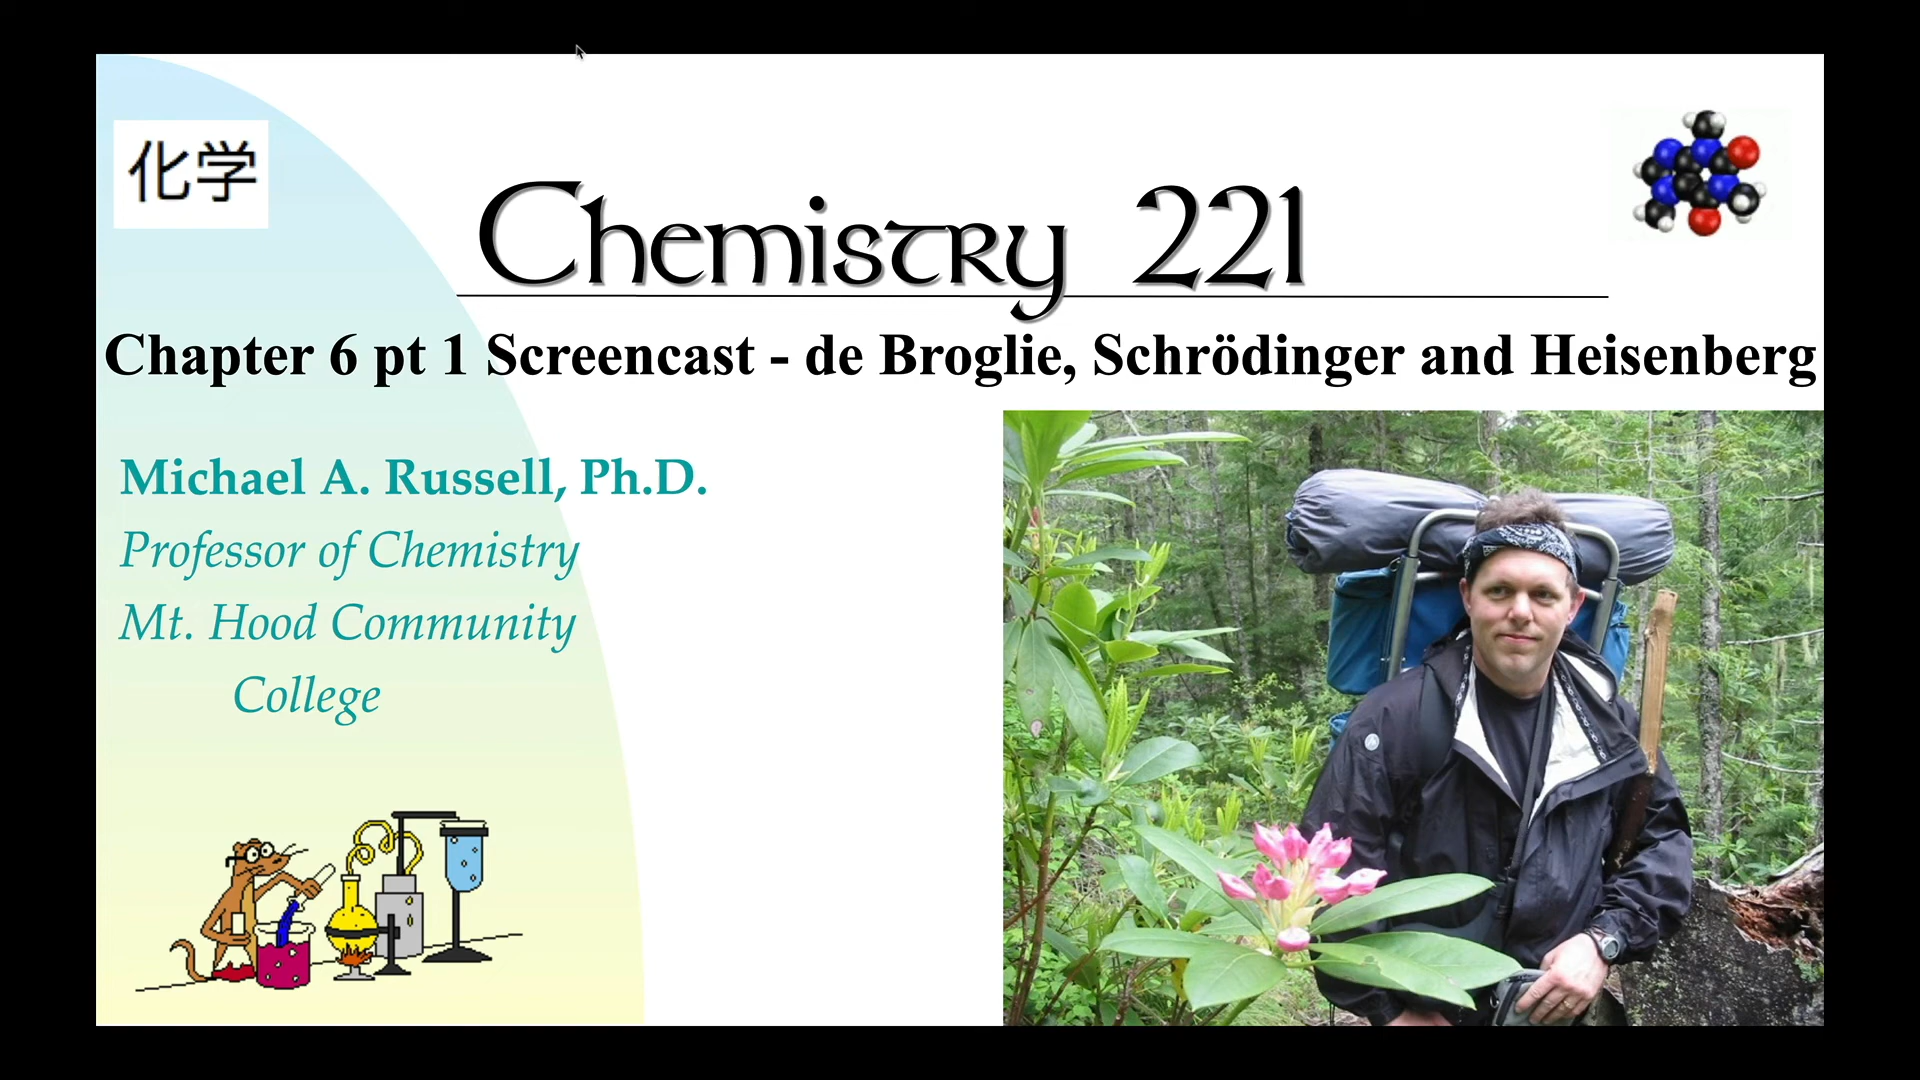 化学
Chemistry 221
Chapter 6 pt 1 Screencast - de Broglie, Schrödinger and Heisenberg
Michael A. Russell, Ph.D.
Professor of Chemistry
Mt. Hood Community
College